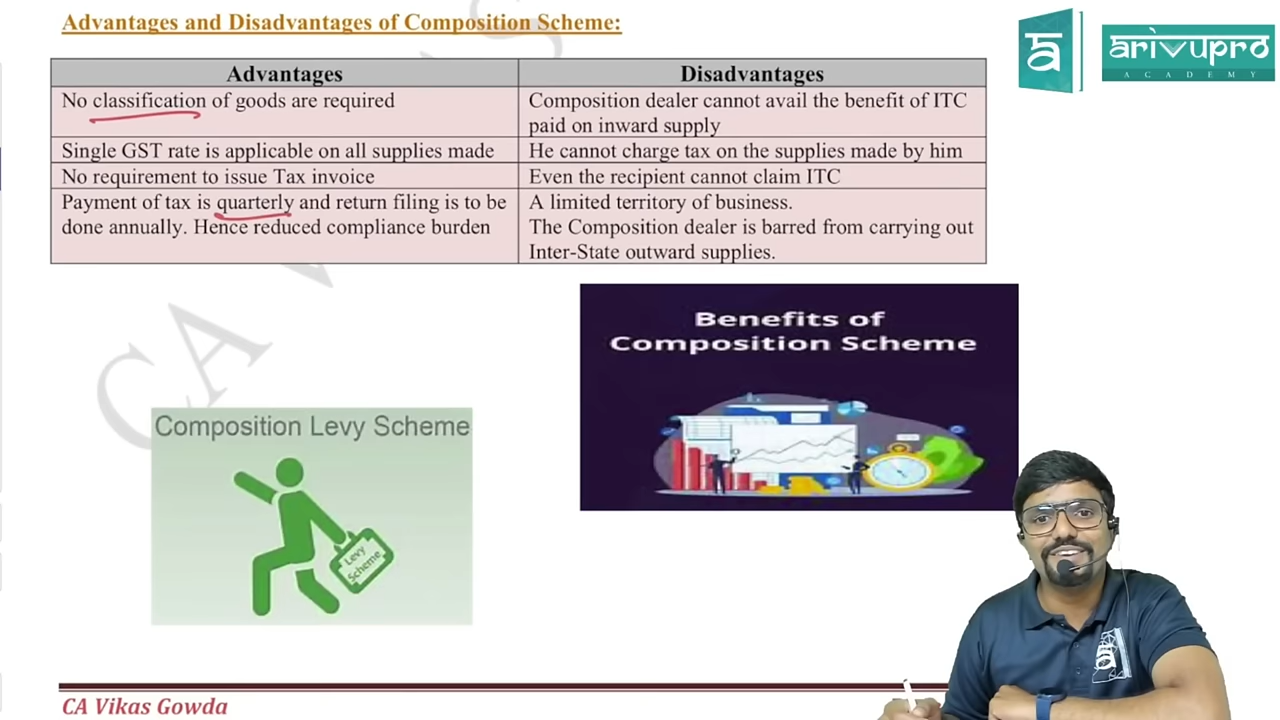 Advantages and Disadvantages of Composition Scheme:
Advantages
Disadvantages
No classification of goods are required
Composition dealer cannot avail the benefit of ITC
paid on inward supply
Single GST rate is applicable on all supplies made
He cannot charge tax on the supplies made by him
No requirement to issue Tax invoice
Even the recipient cannot claim ITC
Payment of tax is quarterly and return filing is to be
done annually. Hence reduced compliance burden
A limited territory of business.
The Composition dealer is barred from carrying out
Inter-State outward supplies.
arivupro
ACADEMY
Benefits of
Composition Scheme
Composition Levy Scheme
Levy
Scheme
CA Vikas Gowda